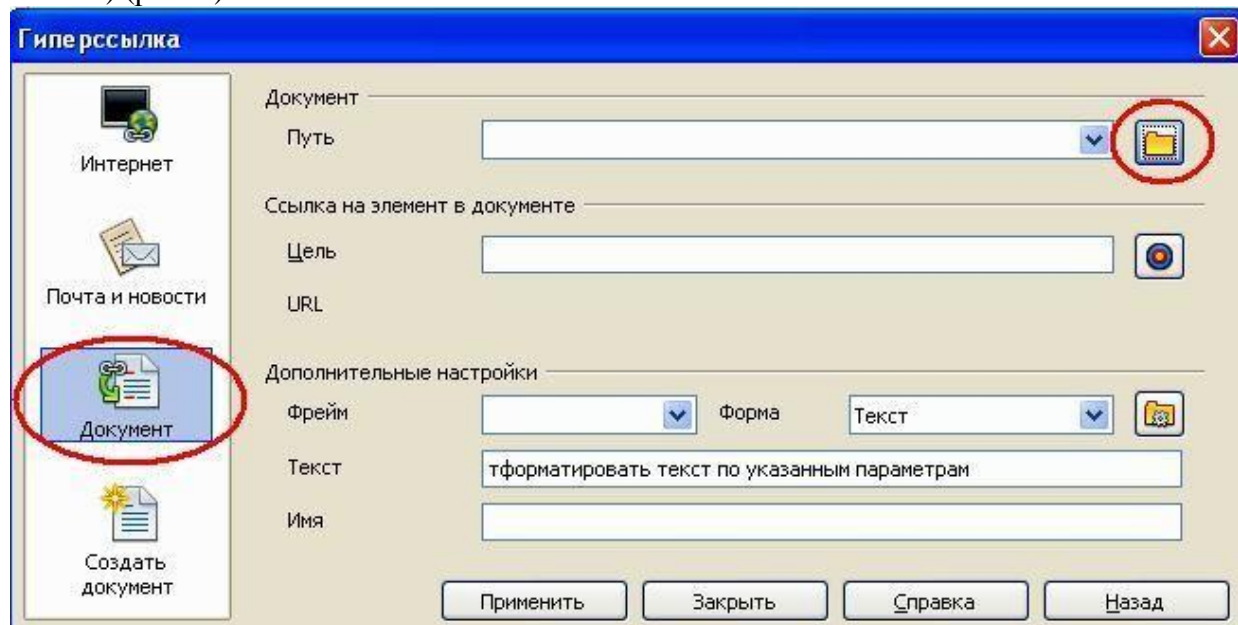 Гиперссылка
Интернет
Почта и новости
Документ
Создать
документ
Документ
Путь
Ссылка на элемент в документе
Цель
URL
Дополнительные настройки
Фрейм
Форма
Текст
Текст
тформатировать текст по указанным параметрам
Имя
Применить
Закрыть
Справка
Назад